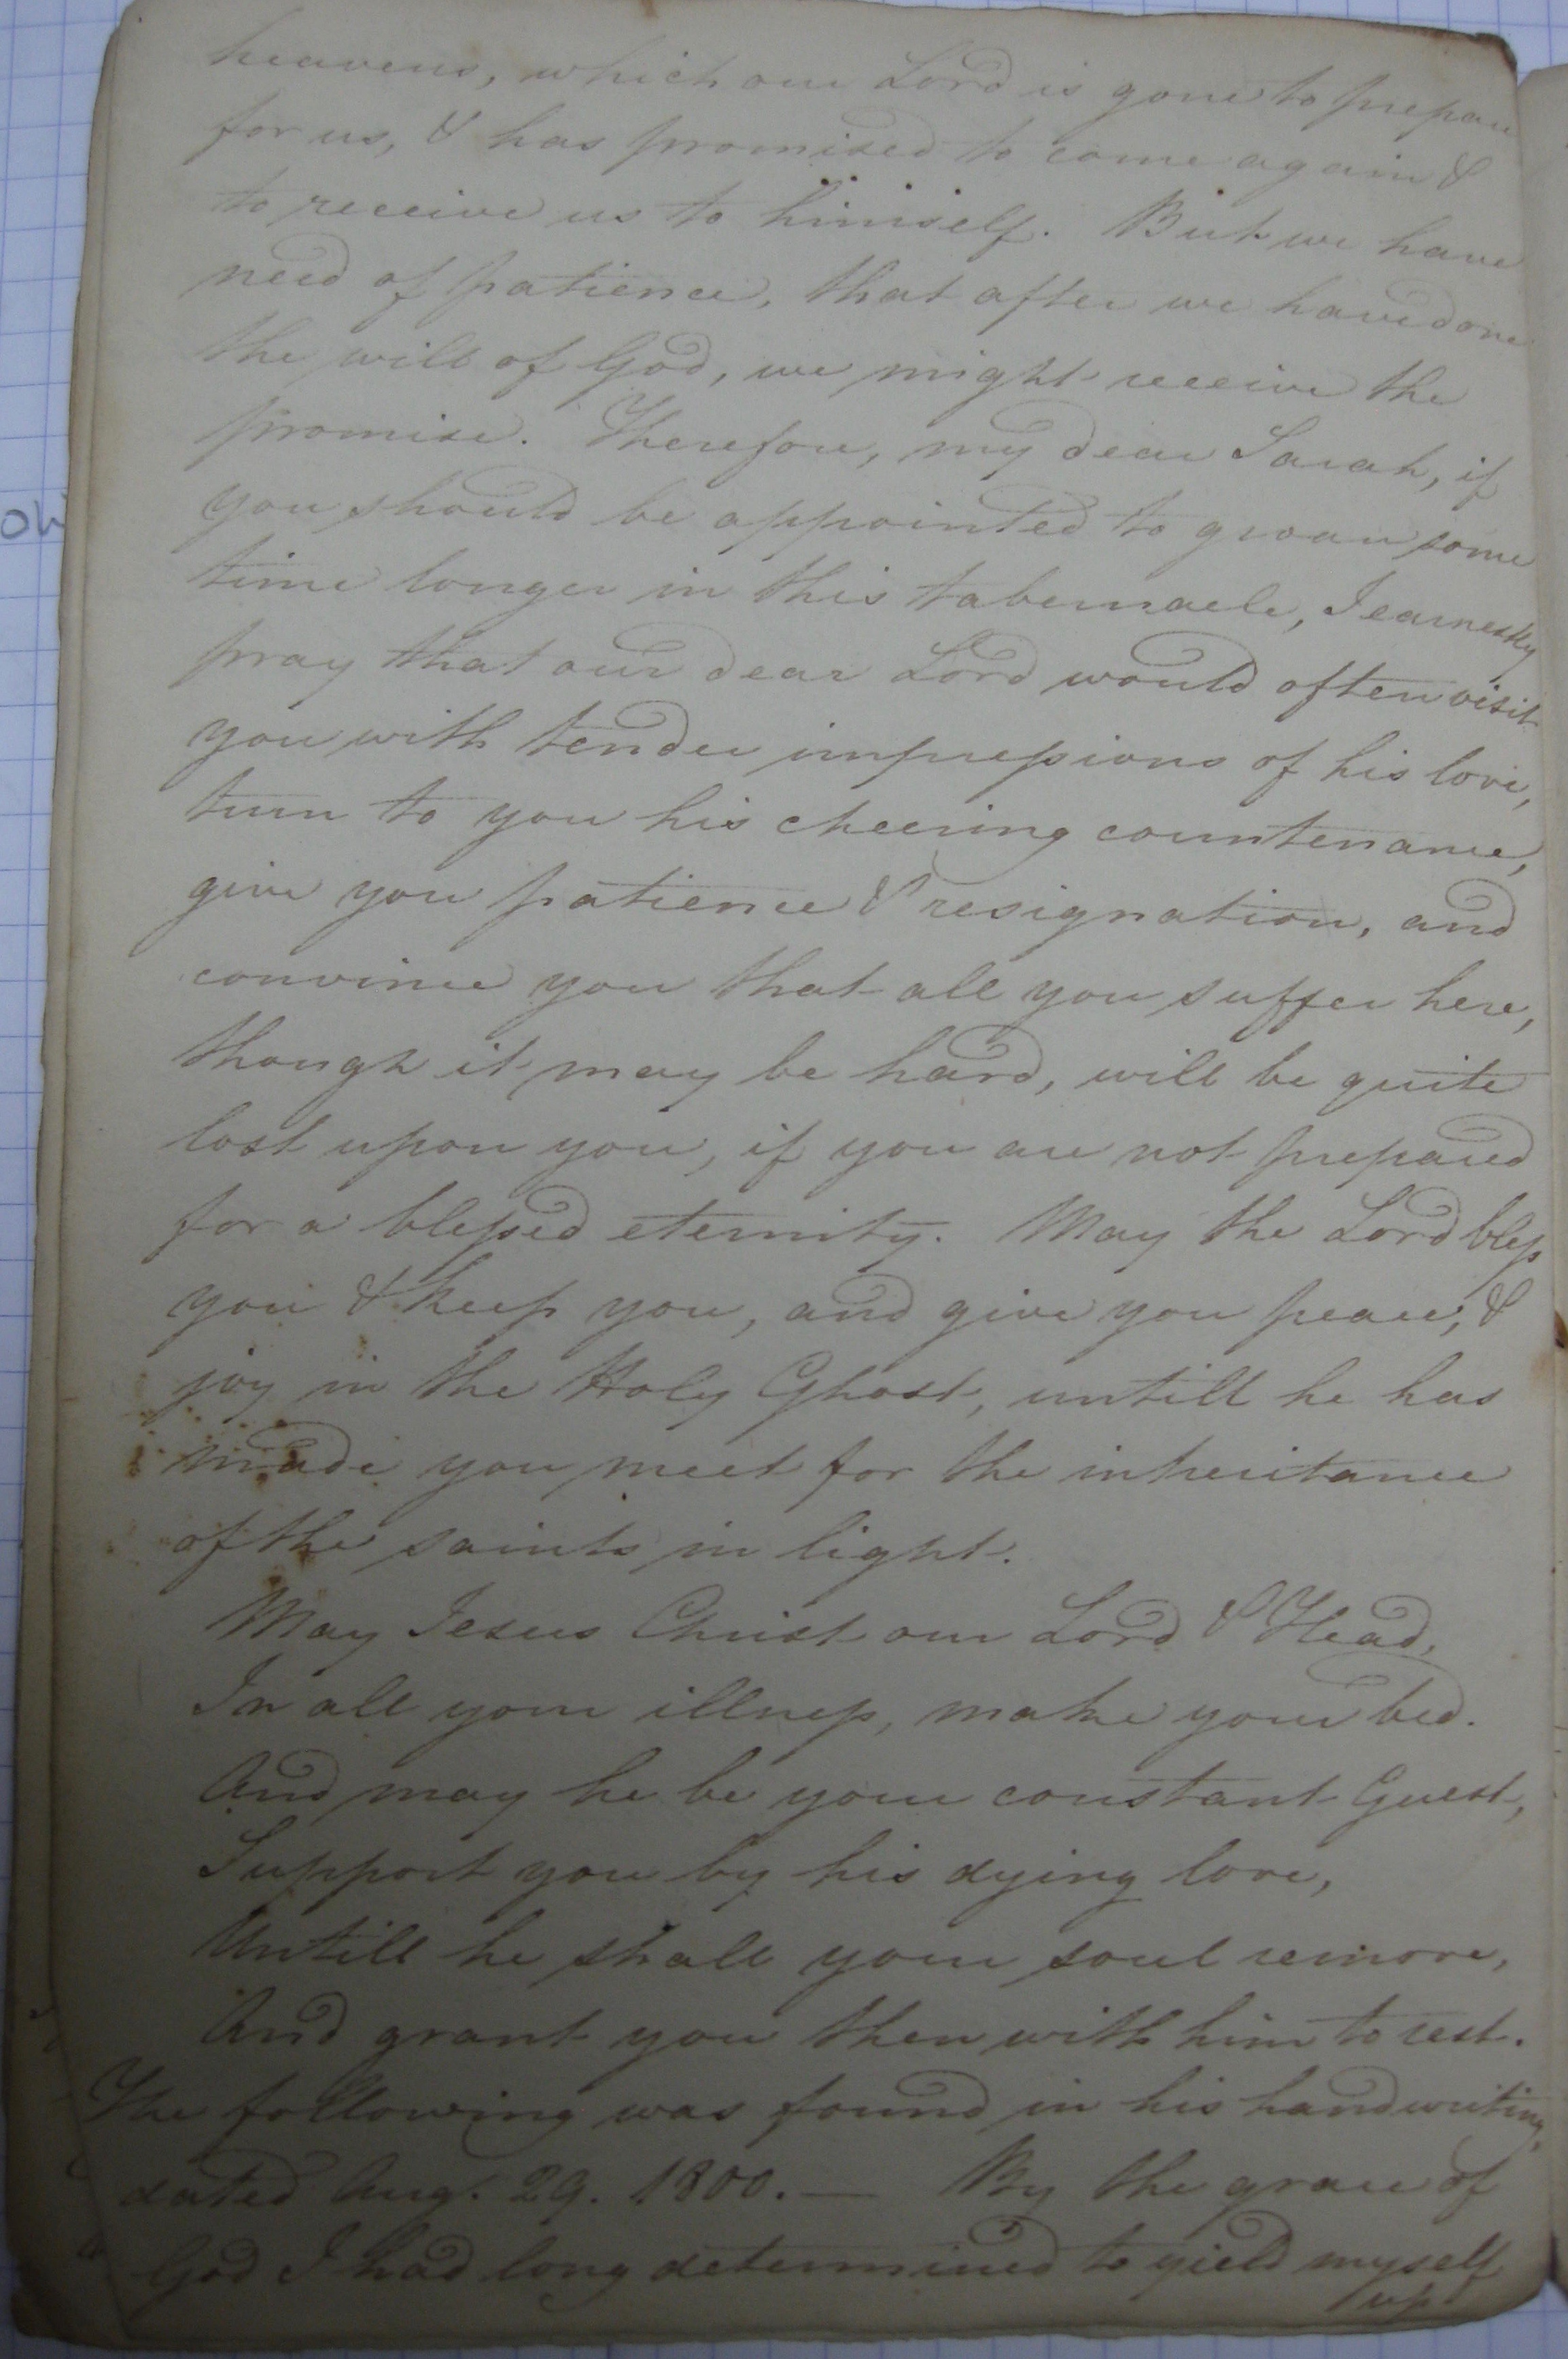 heavens, which our Lord is gone to prepare
for us, & has promised to come again &
to receive us to himself. But we have
need of patience, that after we have done
the will of God, we might receive the
promise. Therefore, my dear Sarah, if
you should be appointed to groan some
time longer in this tabernacle, I earnestly
pray that our dear Lord would often visit
you with tender impressions of his love,
turn to you his cheering countenance,
give you patience & resignation, and
convince you that all you suffer here,
though it may be hard, will be quite
lost upon you, if you are not prepared
for a blessed eternity. May the Lord bless
you & keep you, and give you peace, &
joy in the Holy Ghost, untill he has
made you meet for the inheritance
of the saints in light.
May Jesus Christ our Lord & Head,
In all your illness, make your bed.
And may he be your constant Guest,
Support you by his dying love,
Untill he shall your soul remove,
And grant you then with him to rest.
The following was found in his handwriting,
dated Aug. 29. 1800. — By the grace of
God I had long determined to yield myself
up